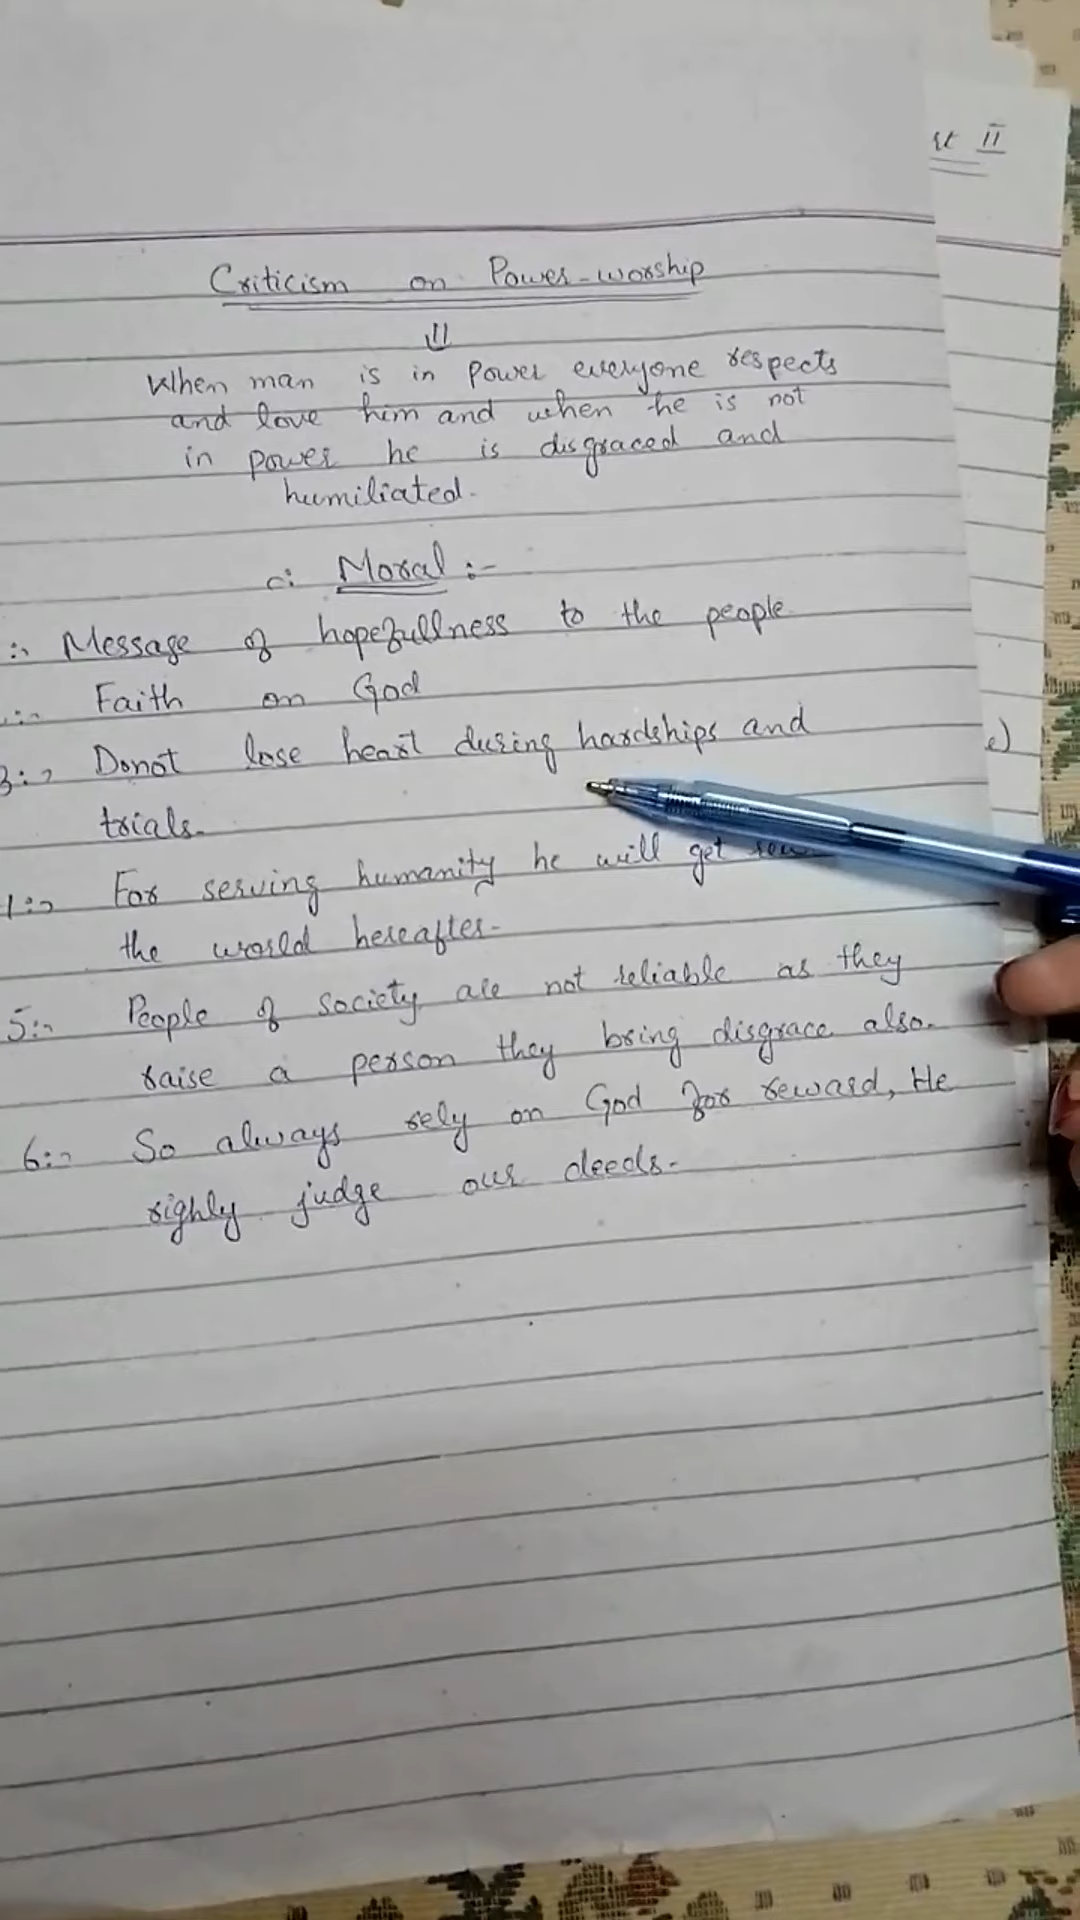 rt II
Criticism on Power-worship
⇓
When man is in Power everyone respects
and love him and when he is not
in power he is disgraced and
humiliated.
c: Moral :-
:- Message of hopefullness to the people
:- Faith on God
3:- Donot lose heart during hardships and
trials.
e)
1:- For serving humanity he will get
the world hereafter.
5:- People of society are not reliable as they
raise a person they bring disgrace also.
6:- So always rely on God for reward, He
righly judge our deeds.